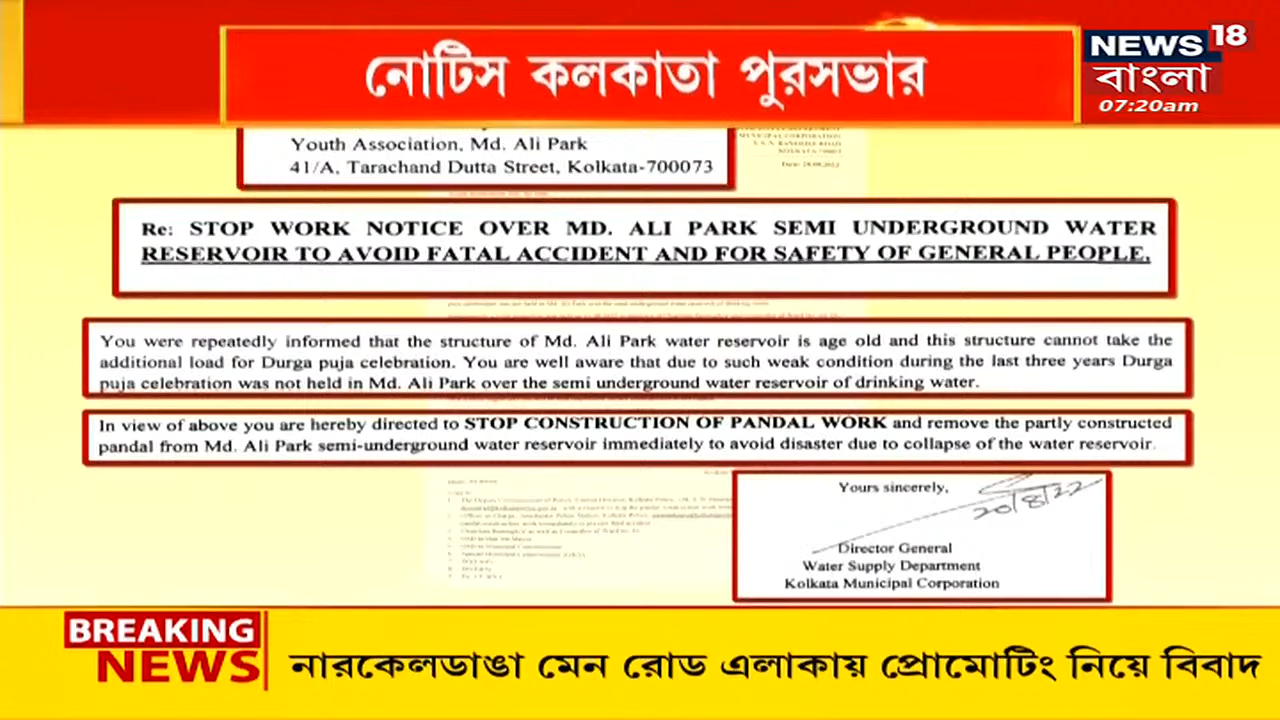 নোটিস কলকাতা পুরসভার
NEWS 18
বাংলা
07:20am
Youth Association, Md. Ali Park
41/A, Tarachand Dutta Street, Kolkata-700073
Re: STOP WORK NOTICE OVER MD. ALI PARK SEMI UNDERGROUND WATER
RESERVOIR TO AVOID FATAL ACCIDENT AND FOR SAFETY OF GENERAL PEOPLE,
You were repeatedly informed that the structure of Md. Ali Park water reservoir is age old and this structure cannot take the
additional load for Durga puja celebration. You are well aware that due to such weak condition during the last three years Durga
puja celebration was not held in Md. Ali Park over the semi underground water reservoir of drinking water.
In view of above you are hereby directed to STOP CONSTRUCTION OF PANDAL WORK and remove the partly constructed
pandal from Md. Ali Park semi-underground water reservoir immediately to avoid disaster due to collapse of the water reservoir.
Yours sincerely,
Director General
Water Supply Department
Kolkata Municipal Corporation
BREAKING
NEWS
নারকেলডাঙা মেন রোড এলাকায় প্রোমোটিং নিয়ে বিবাদ